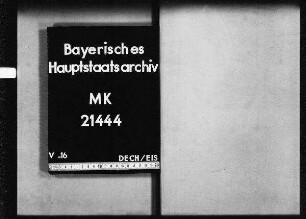 Bayerisches
Hauptstaatsarchiv
MK
21444
V .16
DECH/EIS